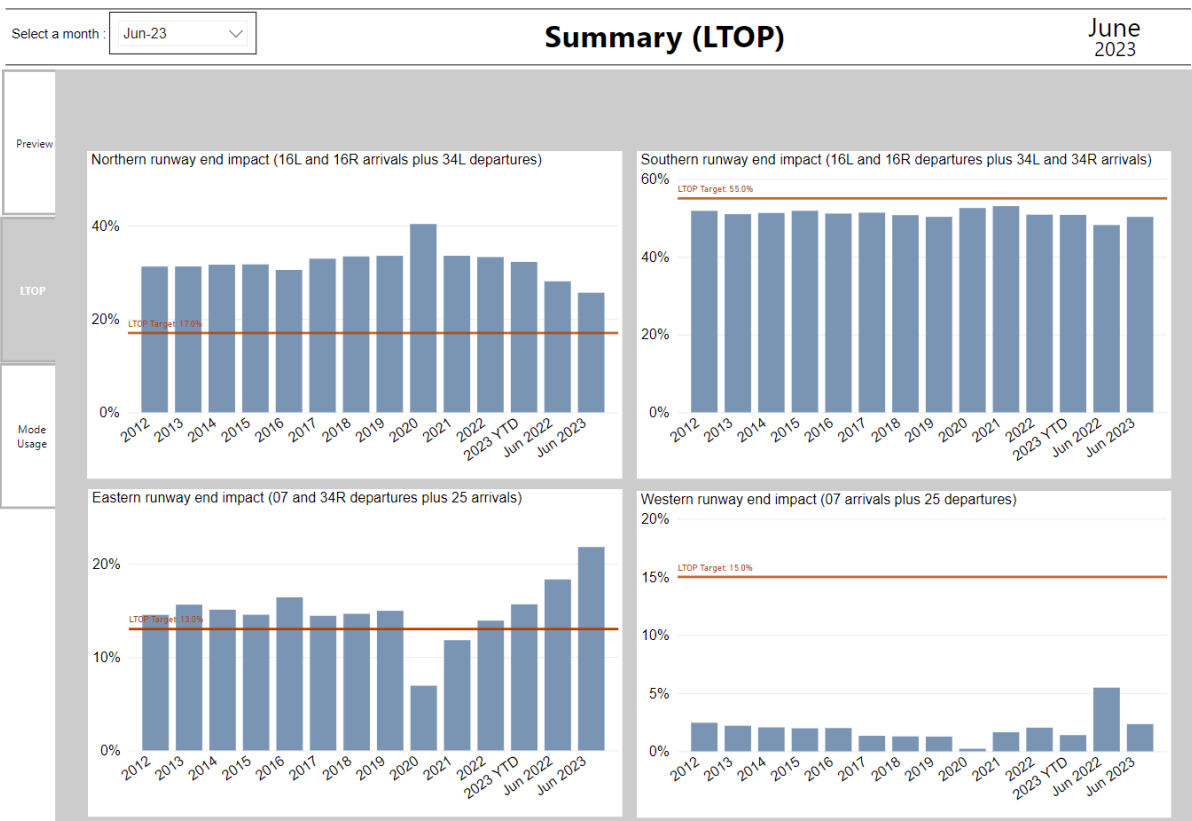 Select a month :
Jun-23
Summary (LTOP)
June
2023
Preview
LTOP
Mode
Usage
Northern runway end impact (16L and 16R arrivals plus 34L departures)
40%
20%
0%
LTOP Target: 17.0%
2012 2013 2014 2015 2016 2017 2018 2019 2020 2021 2022 2023 YTD Jun 2022 Jun 2023
Southern runway end impact (16L and 16R departures plus 34L and 34R arrivals)
60%
LTOP Target: 55.0%
40%
20%
0%
2012 2013 2014 2015 2016 2017 2018 2019 2020 2021 2022 2023 YTD Jun 2022 Jun 2023
Eastern runway end impact (07 and 34R departures plus 25 arrivals)
20%
LTOP Target: 13.0%
10%
0%
2012 2013 2014 2015 2016 2017 2018 2019 2020 2021 2022 2023 YTD Jun 2022 Jun 2023
Western runway end impact (07 arrivals plus 25 departures)
20%
LTOP Target: 15.0%
15%
10%
5%
0%
2012 2013 2014 2015 2016 2017 2018 2019 2020 2021 2022 2023 YTD Jun 2022 Jun 2023